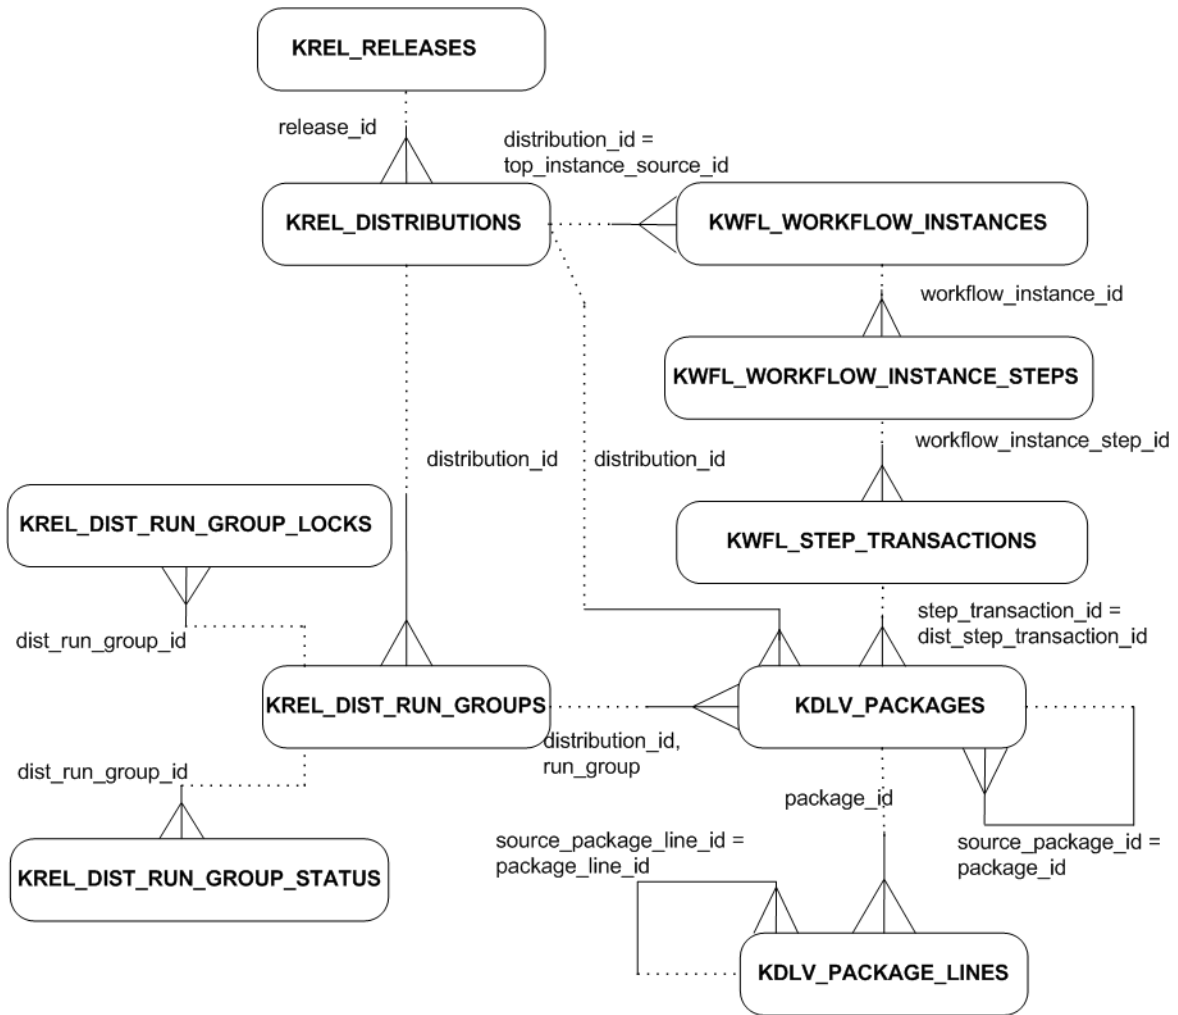 KREL_RELEASES
release_id
distribution_id =
top_instance_source_id
KREL_DISTRIBUTIONS
KWFL_WORKFLOW_INSTANCES
workflow_instance_id
KWFL_WORKFLOW_INSTANCE_STEPS
workflow_instance_step_id
distribution_id
distribution_id
KREL_DIST_RUN_GROUP_LOCKS
KWFL_STEP_TRANSACTIONS
step_transaction_id =
dist_step_transaction_id
dist_run_group_id
KREL_DIST_RUN_GROUPS
KDLV_PACKAGES
distribution_id,
run_group
dist_run_group_id
package_id
source_package_line_id =
package_line_id
source_package_id =
package_id
KREL_DIST_RUN_GROUP_STATUS
KDLV_PACKAGE_LINES